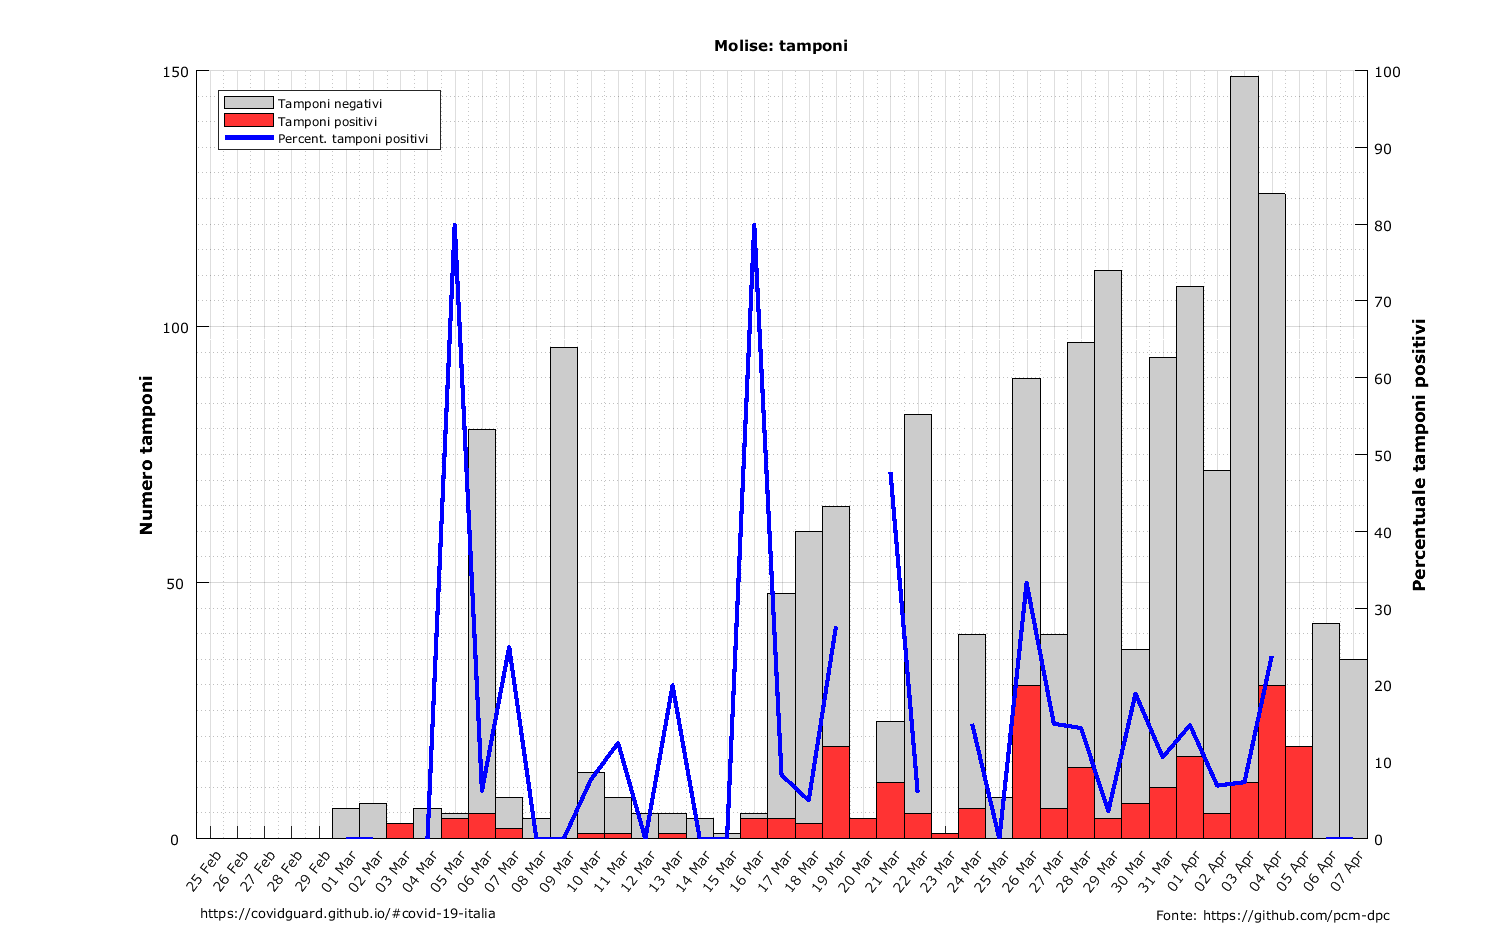 Molise: tamponi
Tamponi negativi
Tamponi positivi
Percent. tamponi positivi
Numero tamponi
150
100
50
0
Percentuale tamponi positivi
100
90
80
70
60
50
40
30
20
10
0
25 Feb
26 Feb
27 Feb
28 Feb
29 Feb
01 Mar
02 Mar
03 Mar
04 Mar
05 Mar
06 Mar
07 Mar
08 Mar
09 Mar
10 Mar
11 Mar
12 Mar
13 Mar
14 Mar
15 Mar
16 Mar
17 Mar
18 Mar
19 Mar
20 Mar
21 Mar
22 Mar
23 Mar
24 Mar
25 Mar
26 Mar
27 Mar
28 Mar
29 Mar
30 Mar
31 Mar
01 Apr
02 Apr
03 Apr
04 Apr
05 Apr
06 Apr
07 Apr
https://covidguard.github.io/#covid-19-italia
Fonte: https://github.com/pcm-dpc